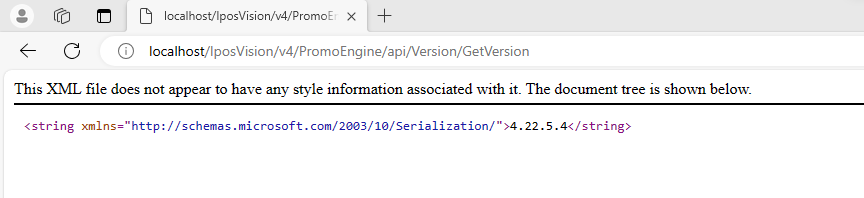 localhost/IposVision/v4/PromoEn
localhost/IposVision/v4/PromoEngine/api/Version/GetVersion
This XML file does not appear to have any style information associated with it. The document tree is shown below.
<string xmlns="http://schemas.microsoft.com/2003/10/Serialization/">4.22.5.4</string>